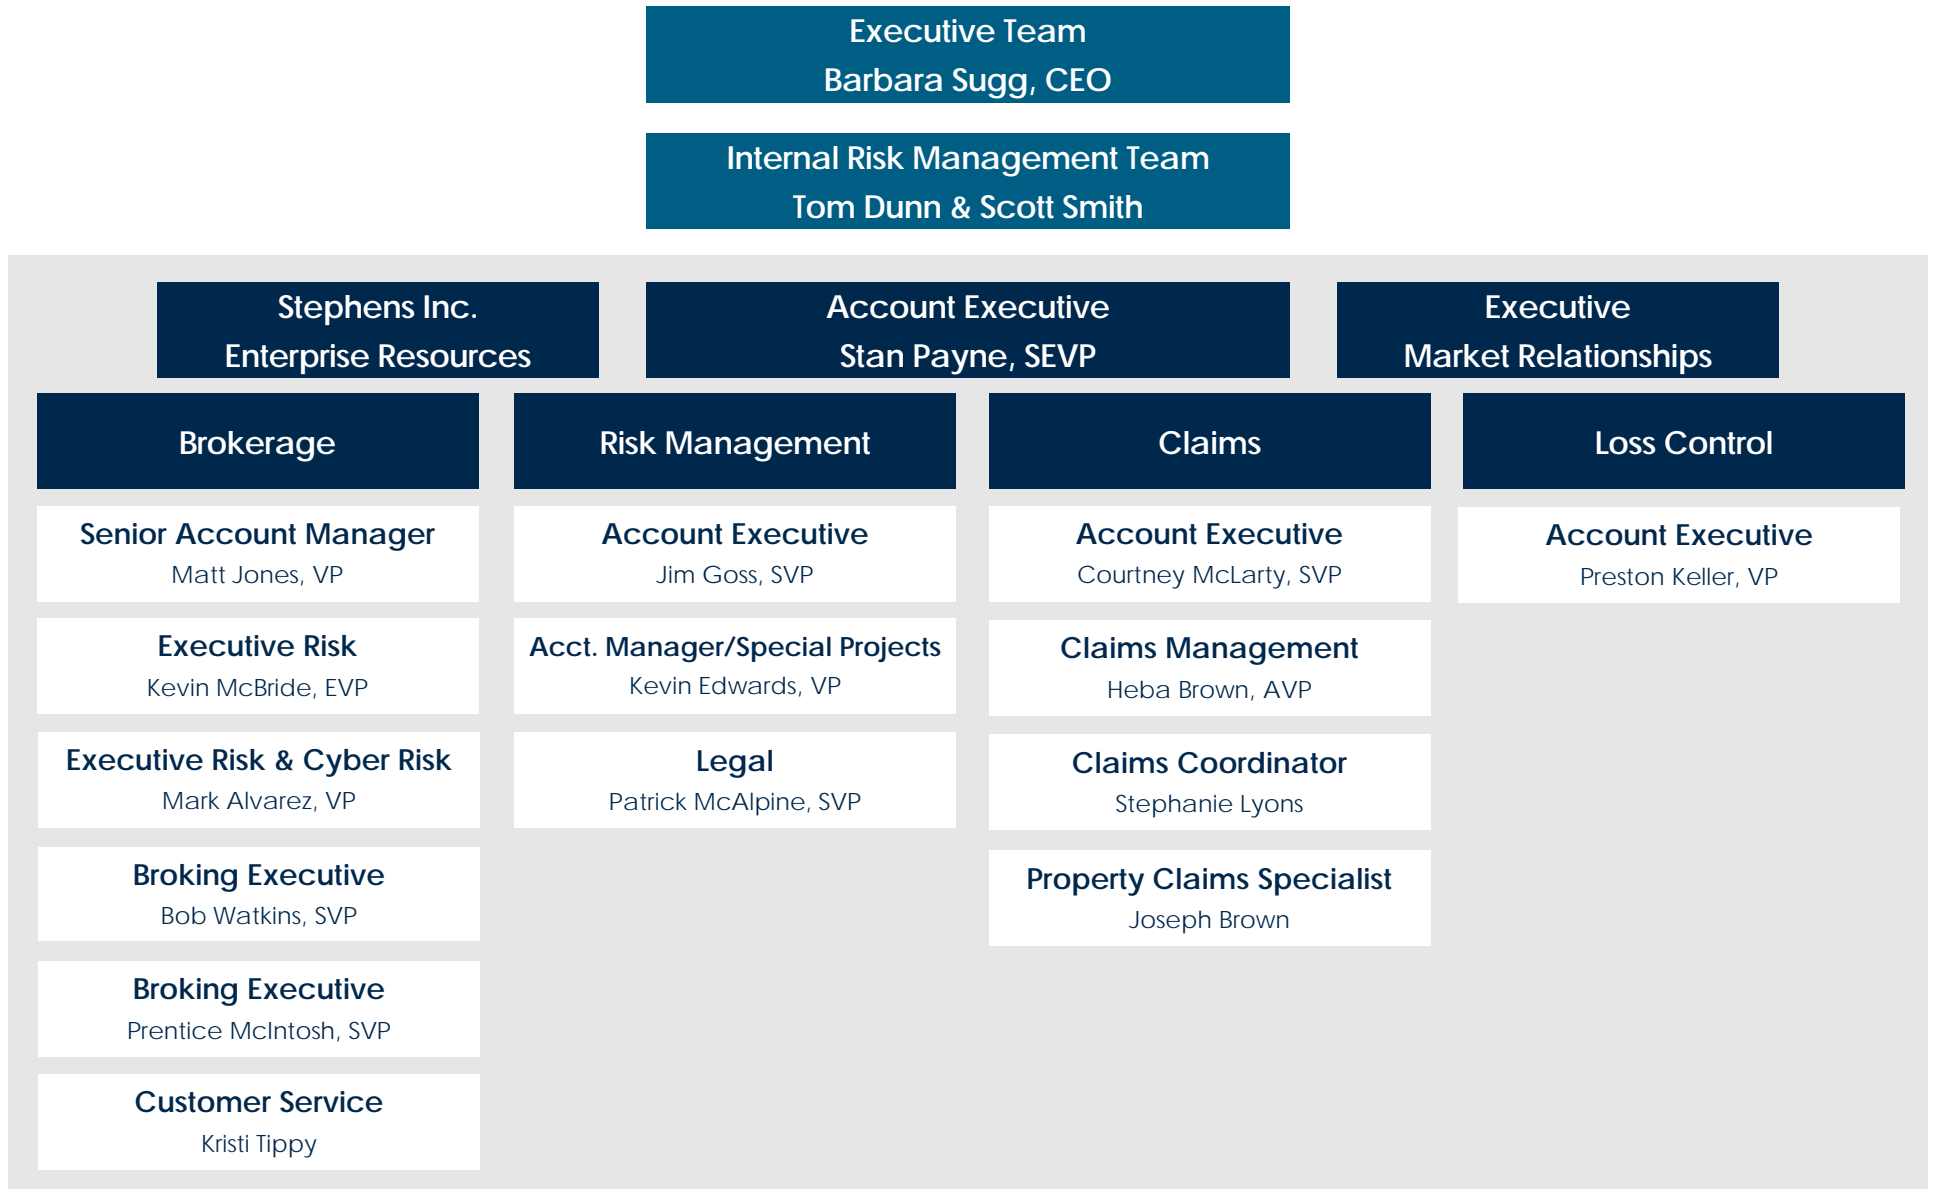 Executive Team
Barbara Sugg, CEO
Internal Risk Management Team
Tom Dunn & Scott Smith
Stephens Inc.
Enterprise Resources
Account Executive
Stan Payne, SEVP
Executive
Market Relationships
Brokerage
Senior Account Manager
Matt Jones, VP
Executive Risk
Kevin McBride, EVP
Executive Risk & Cyber Risk
Mark Alvarez, VP
Broking Executive
Bob Watkins, SVP
Broking Executive
Prentice McIntosh, SVP
Customer Service
Kristi Tippy
Risk Management
Account Executive
Jim Goss, SVP
Acct. Manager/Special Projects
Kevin Edwards, VP
Legal
Patrick McAlpine, SVP
Claims
Account Executive
Courtney McLarty, SVP
Claims Management
Heba Brown, AVP
Claims Coordinator
Stephanie Lyons
Property Claims Specialist
Joseph Brown
Loss Control
Account Executive
Preston Keller, VP